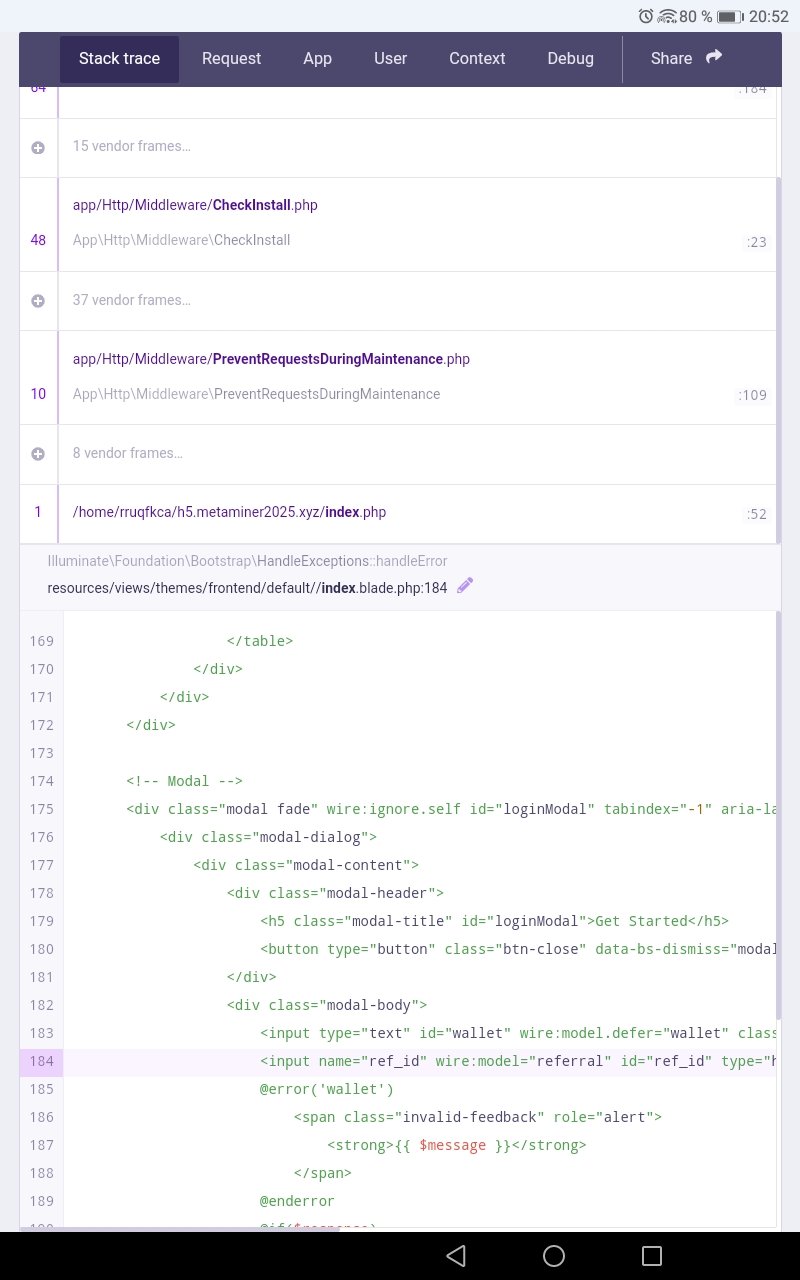 80 % 20:52
Stack trace Request App User Context Debug Share
64 :184
15 vendor frames…
app/Http/Middleware/CheckInstall.php
48 App\Http\Middleware\CheckInstall :23
37 vendor frames…
app/Http/Middleware/PreventRequestsDuringMaintenance.php
10 App\Http\Middleware\PreventRequestsDuringMaintenance :109
8 vendor frames…
1 /home/rruqfkca/h5.metaminer2025.xyz/index.php :52
Illuminate\Foundation\Bootstrap\HandleExceptions::handleError
resources/views/themes/frontend/default//index.blade.php:184
169 </table>
170 </div>
171 </div>
172 </div>
173
174 <!-- Modal -->
175 <div class="modal fade" wire:ignore.self id="loginModal" tabindex="-1" aria-la
176 <div class="modal-dialog">
177 <div class="modal-content">
178 <div class="modal-header">
179 <h5 class="modal-title" id="loginModal">Get Started</h5>
180 <button type="button" class="btn-close" data-bs-dismiss="modal
181 </div>
182 <div class="modal-body">
183 <input type="text" id="wallet" wire:model.defer="wallet" class
184 <input name="ref_id" wire:model="referral" id="ref_id" type="h
185 @error('wallet')
186 <span class="invalid-feedback" role="alert">
187 <strong>{{ $message }}</strong>
188 </span>
189 @enderror
190 @if($response)